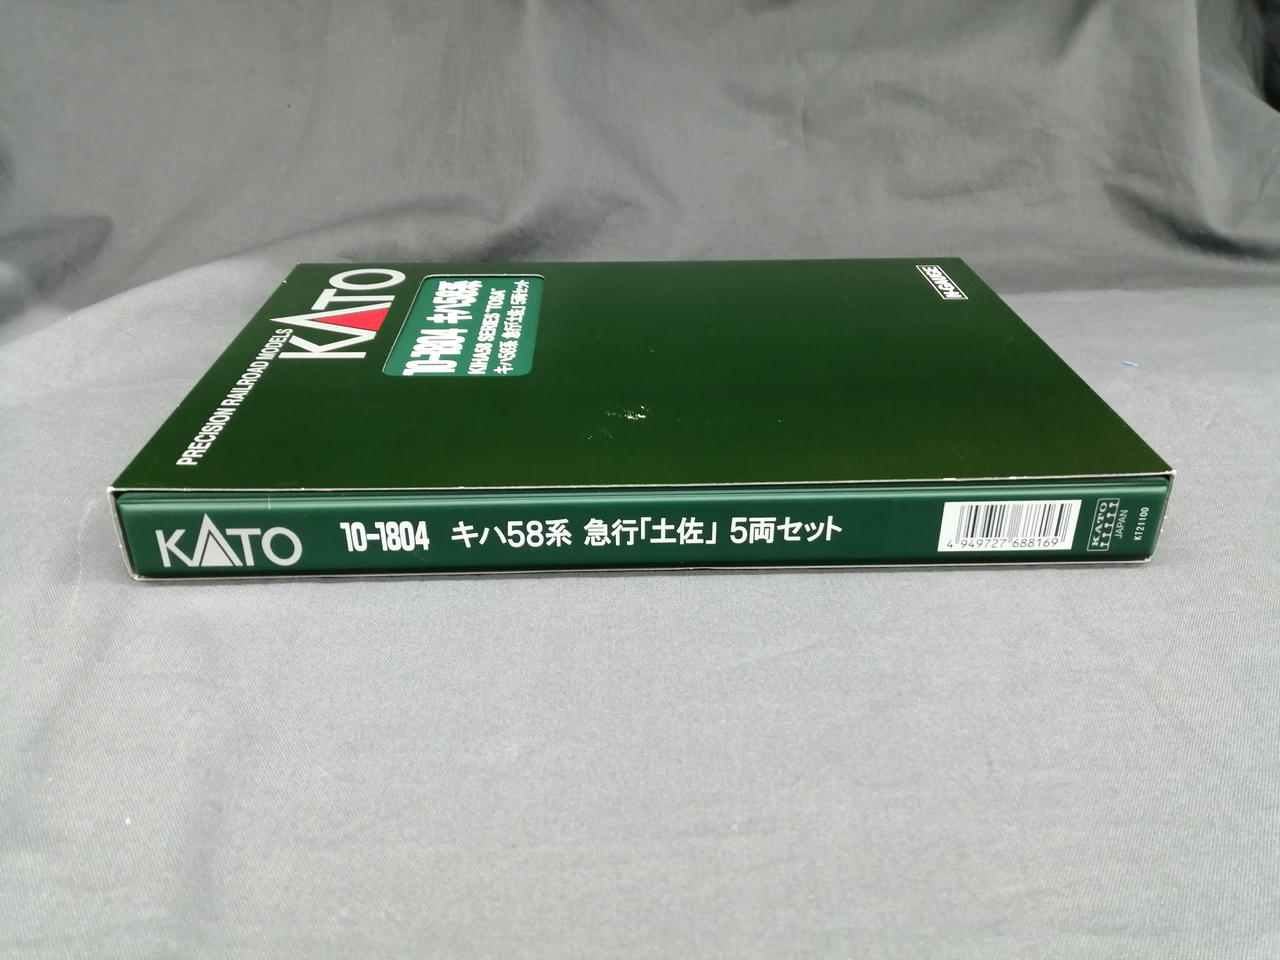 PRECISION RAILROAD MODELS
KATO
10-1804 キハ58系
KIHA58 SERIES "TOSA"
キハ58系 急行「土佐」 5両セット
N-GAUGE
KATO
10-1804 キハ58系 急行「土佐」 5両セット
4 949727 688169
KATO
JAPAN
KT21100